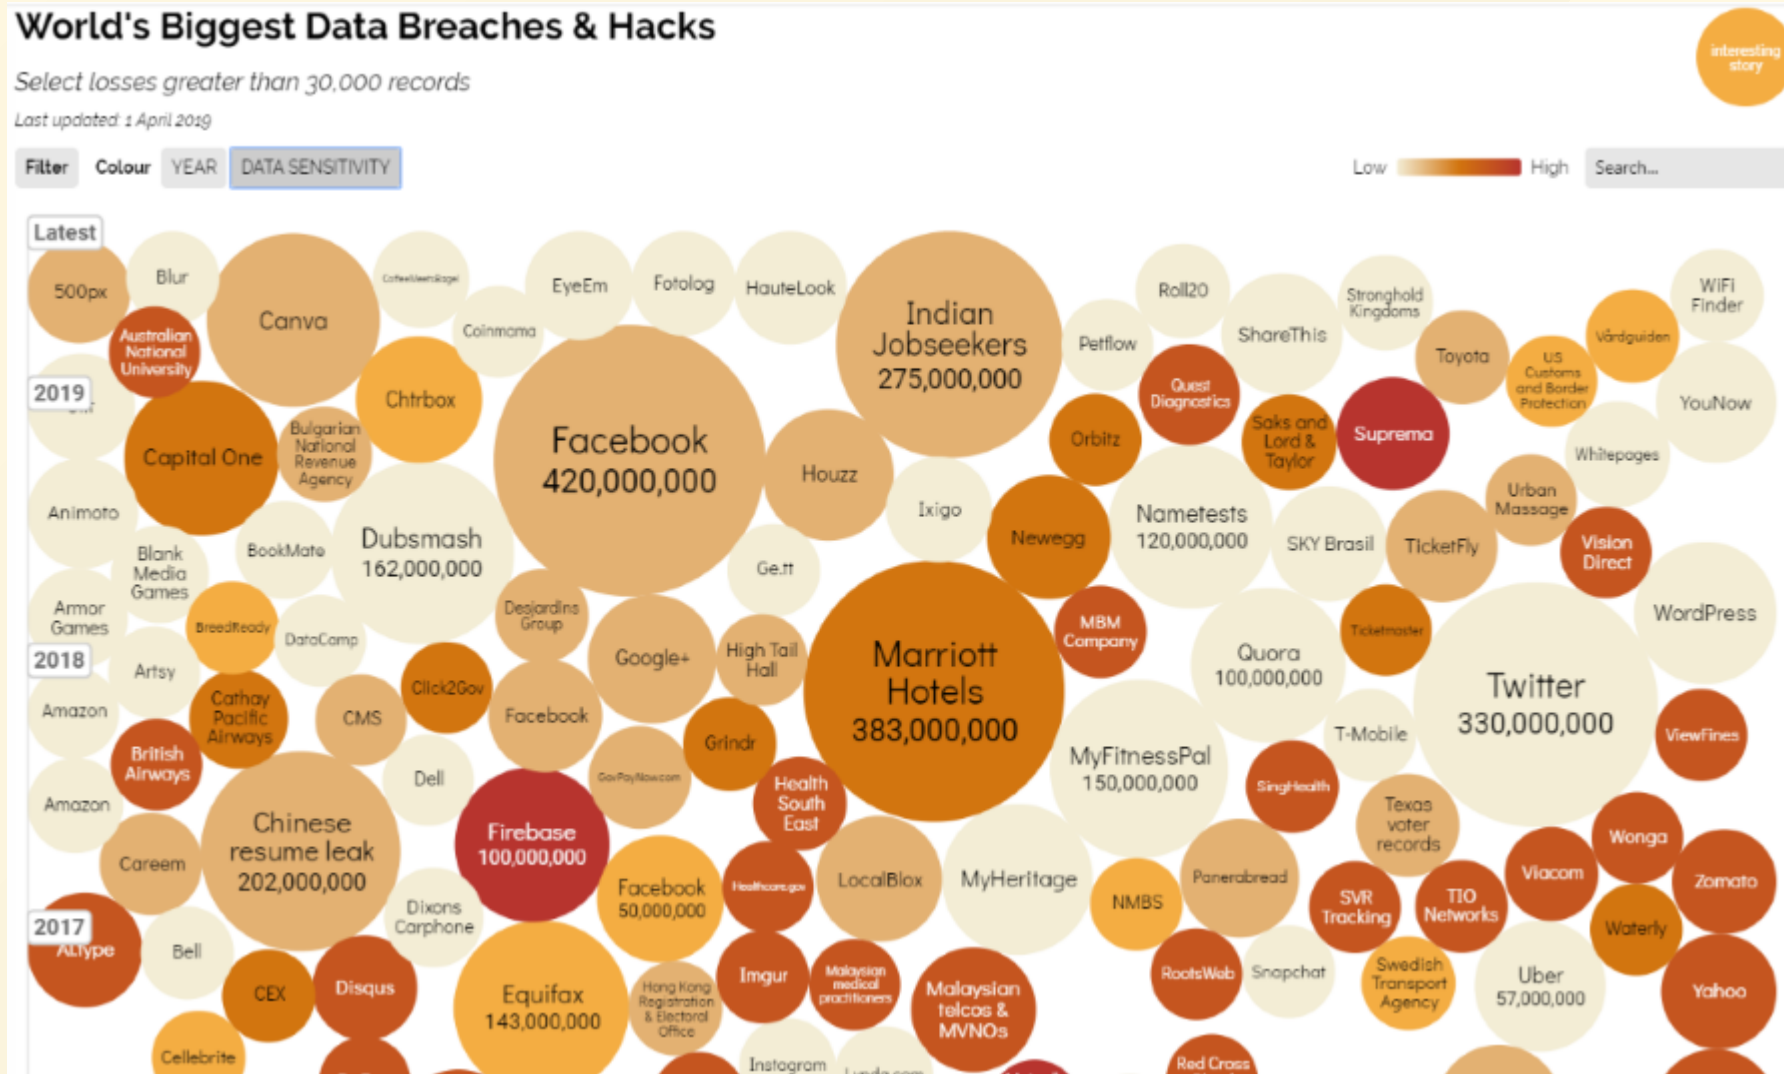 World's Biggest Data Breaches & Hacks
interesting
story
Select losses greater than 30,000 records
Last updated: 1 April 2019
Filter Colour YEAR DATA SENSITIVITY
Low High Search...
Latest
500px
Blur
Canva
CoffeeMeetsBagel
EyeEm
Fotolog
HauteLook
Indian
Jobseekers
275,000,000
Roll20
Stronghold
Kingdoms
WiFi
Finder
Australian
National
University
Coinmama
Petflow
ShareThis
Toyota
US
Customs
and Border
Protection
Vårdguiden
2019
Chtrbox
Quest
Diagnostics
YouNow
Capital One
Bulgarian
National
Revenue
Agency
Facebook
420,000,000
Houzz
Orbitz
Saks and
Lord &
Taylor
Suprema
Whitepages
Animoto
Blank
Media
Games
BookMate
Dubsmash
162,000,000
Ixigo
Newegg
Nametests
120,000,000
SKY Brasil
TicketFly
Urban
Massage
Vision
Direct
Ge.tt
Armor
Games
BreedReady
DataCamp
Desjardins
Group
Google+
High Tail
Hall
Marriott
Hotels
383,000,000
MBM
Company
Quora
100,000,000
Ticketmaster
Twitter
330,000,000
WordPress
2018
Artsy
Amazon
Cathay
Pacific
Airways
CMS
Click2Gov
Facebook
Grindr
T-Mobile
ViewFines
British
Airways
Dell
GovPayNow.com
Health
South
East
MyFitnessPal
150,000,000
SingHealth
Texas
voter
records
Amazon
Careem
Chinese
resume leak
202,000,000
Firebase
100,000,000
Facebook
50,000,000
Healthcare.gov
LocalBlox
MyHeritage
NMBS
Panerabread
SVR
Tracking
TIO
Networks
Viacom
Wonga
Zomato
2017
Ai.type
Bell
Dixons
Carphone
CEX
Disqus
Equifax
143,000,000
Hong Kong
Registration
& Electoral
Office
Imgur
Malaysian
medical
practitioners
Malaysian
telcos &
MVNOs
RootsWeb
Snapchat
Swedish
Transport
Agency
Uber
57,000,000
Waterly
Yahoo
Cellebrite
Instagram
Lynda.com
Red Cross